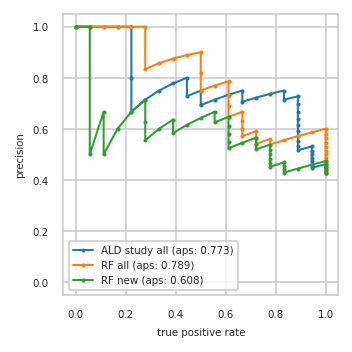 1.0
0.8
0.6
0.4
0.2
0.0
precision
ALD study all (aps: 0.773)
RF all (aps: 0.789)
RF new (aps: 0.608)
0.0 0.2 0.4 0.6 0.8 1.0
true positive rate